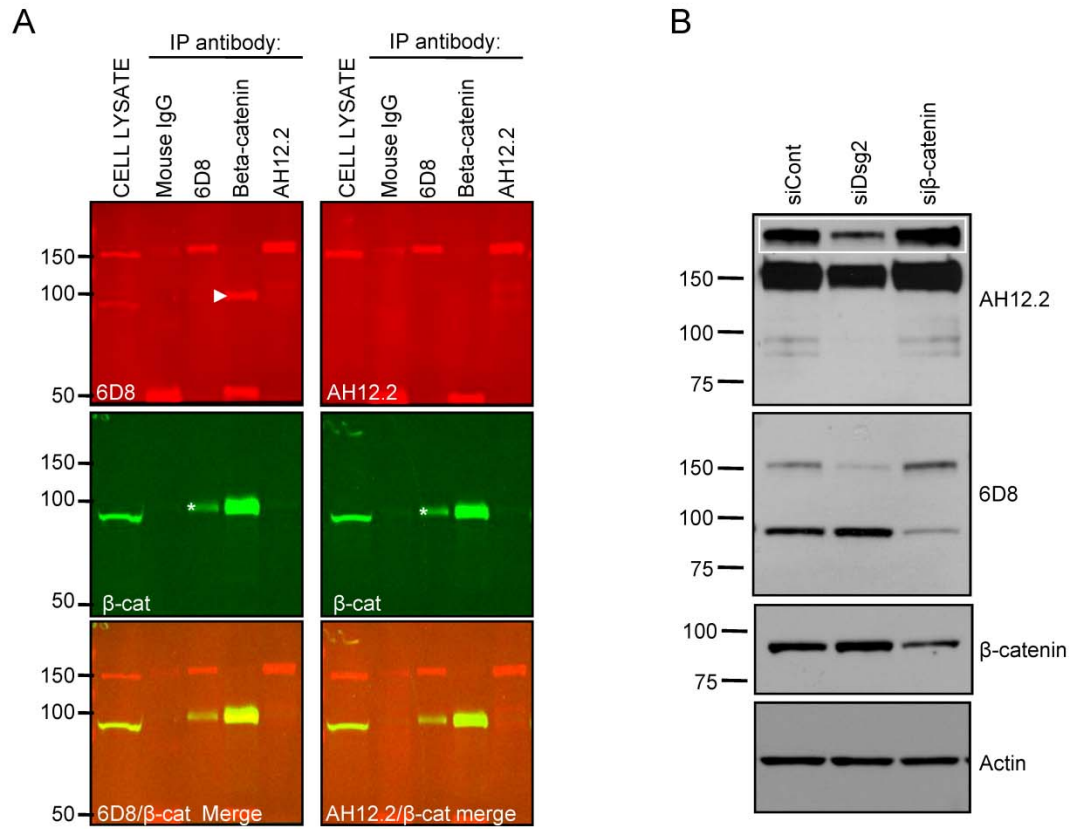 A
IP antibody:
IP antibody:
CELL LYSATE
Mouse IgG
6D8
Beta-catenin
AH12.2
CELL LYSATE
Mouse IgG
6D8
Beta-catenin
AH12.2
150
100
50
6D8
AH12.2
150
100
50
*
*
β-cat
β-cat
150
100
50
6D8/β-cat Merge
AH12.2/β-cat merge
B
siCont
siDsg2
siβ-catenin
150
100
75
AH12.2
150
100
75
6D8
100
75
β-catenin
Actin